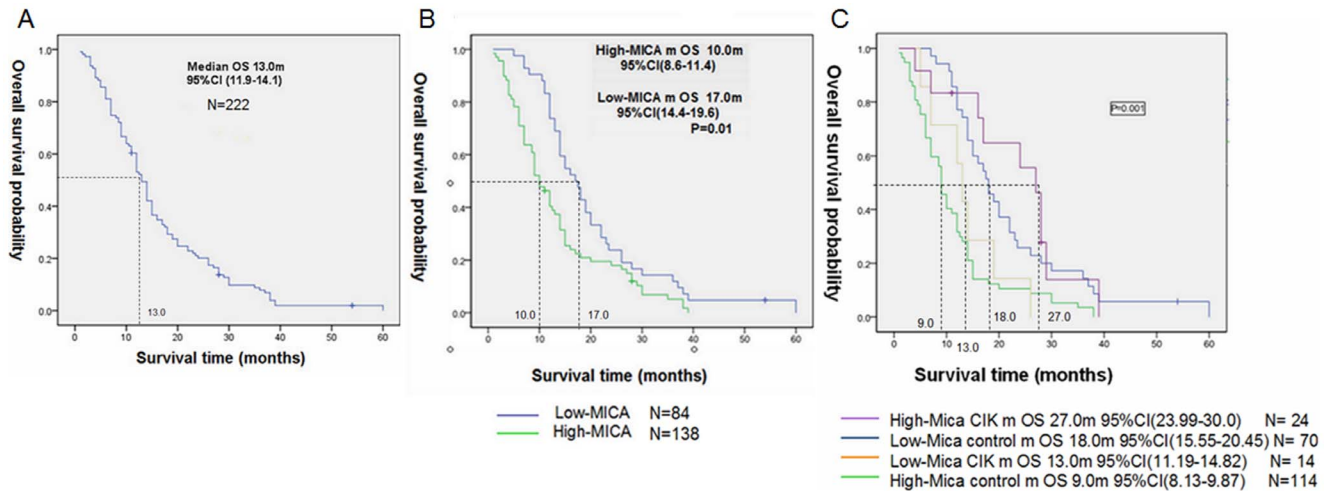 A
Overall survival probability
1.0
0.8
0.6
0.4
0.2
0.0
Median OS 13.0m
95%CI (11.9-14.1)
N=222
13.0
0 10 20 30 40 50 60
Survival time (months)
B
Overall survival probability
1.0
0.8
0.6
0.4
0.2
0.0
High-MICA m OS 10.0m
95%CI(8.6-11.4)
Low-MICA m OS 17.0m
95%CI(14.4-19.6)
P=0.01
10.0 17.0
0 10 20 30 40 50 60
Survival time (months)
Low-MICA N=84
High-MICA N=138
C
Overall survival probability
1.0
0.8
0.6
0.4
0.2
0.0
P=0.001
9.0 18.0 27.0
13.0
0 10 20 30 40 50 60
Survival time (months)
High-Mica CIK m OS 27.0m 95%CI(23.99-30.0) N= 24
Low-Mica control m OS 18.0m 95%CI(15.55-20.45) N= 70
Low-Mica CIK m OS 13.0m 95%CI(11.19-14.82) N= 14
High-Mica control m OS 9.0m 95%CI(8.13-9.87) N=114